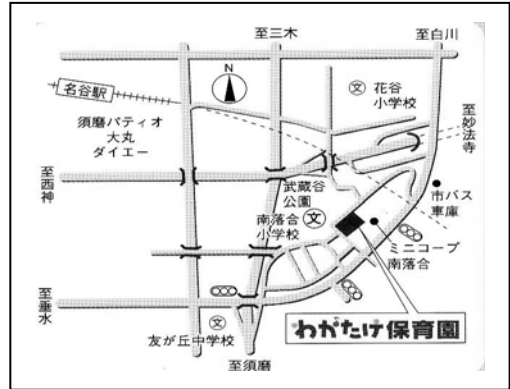 至三木
至白川
N
名谷駅
文 花谷
小学校
須磨パティオ
大丸
ダイエー
至妙法寺
至西神
武蔵谷
公園
市バス
車庫
南落合
小学校 文
ミニコープ
南落合
至垂水
わかたけ保育園
文
友が丘中学校
至須磨